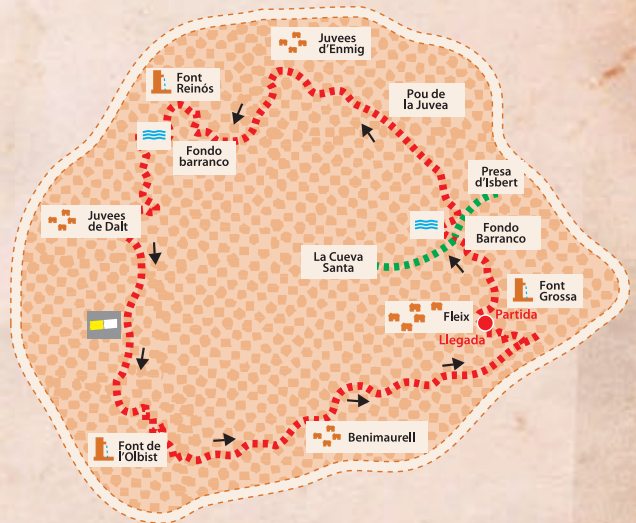 Juvees
d'Enmig
Font
Reinós
Pou de
la Juvea
Fondo
barranco
Presa
d'Isbert
Juvees
de Dalt
Fondo
Barranco
La Cueva
Santa
Font
Grossa
Fleix
Partida
Llegada
Benimaurell
Font de
l'Olbist